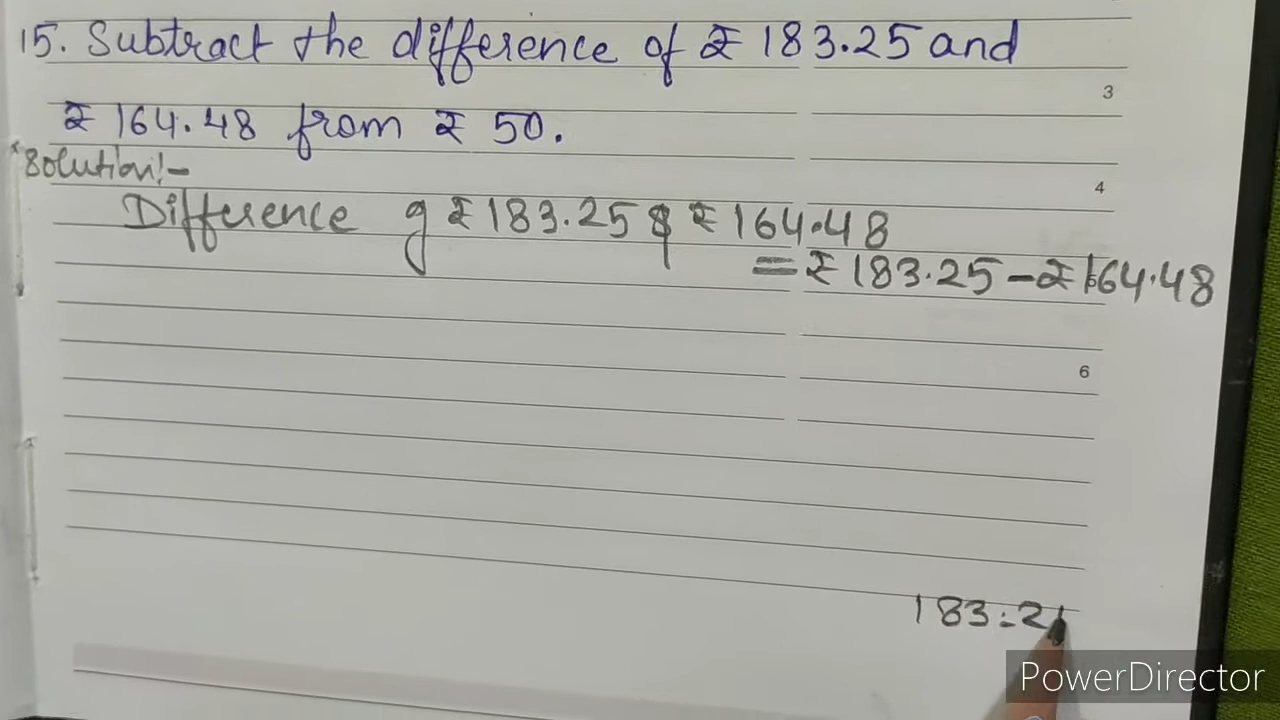 15. Subtract the difference of ₹ 183.25 and
3
₹ 164.48 from ₹ 50.
Solution:-
4
Difference of ₹ 183.25 & ₹ 164.48
= ₹ 183.25 - ₹ 164.48
6
183.2
PowerDirector